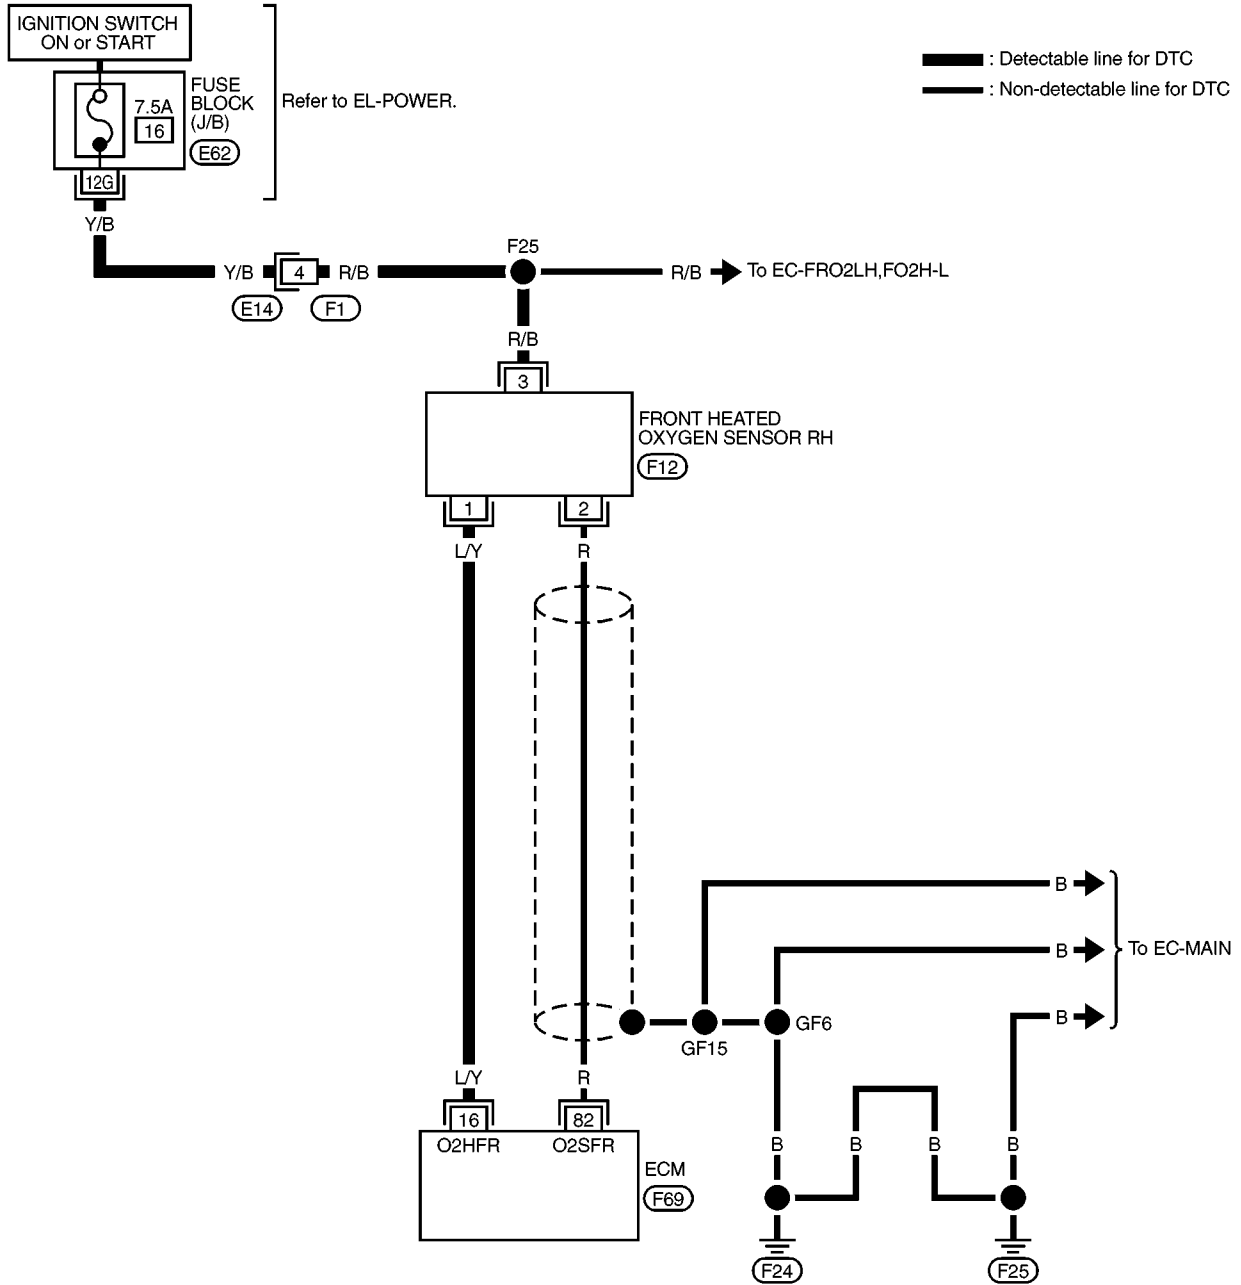 IGNITION SWITCH
ON or START
FUSE
BLOCK
(J/B)
E62
7.5A
16
12G
Refer to EL-POWER.
: Detectable line for DTC
: Non-detectable line for DTC
Y/B
Y/B
4
R/B
E14
F1
F25
R/B
To EC-FRO2LH,FO2H-L
R/B
3
FRONT HEATED
OXYGEN SENSOR RH
F12
1
2
L/Y
R
B
B
To EC-MAIN
B
GF15
GF6
L/Y
R
16
82
O2HFR
O2SFR
ECM
F69
B
B
B
B
F24
F25